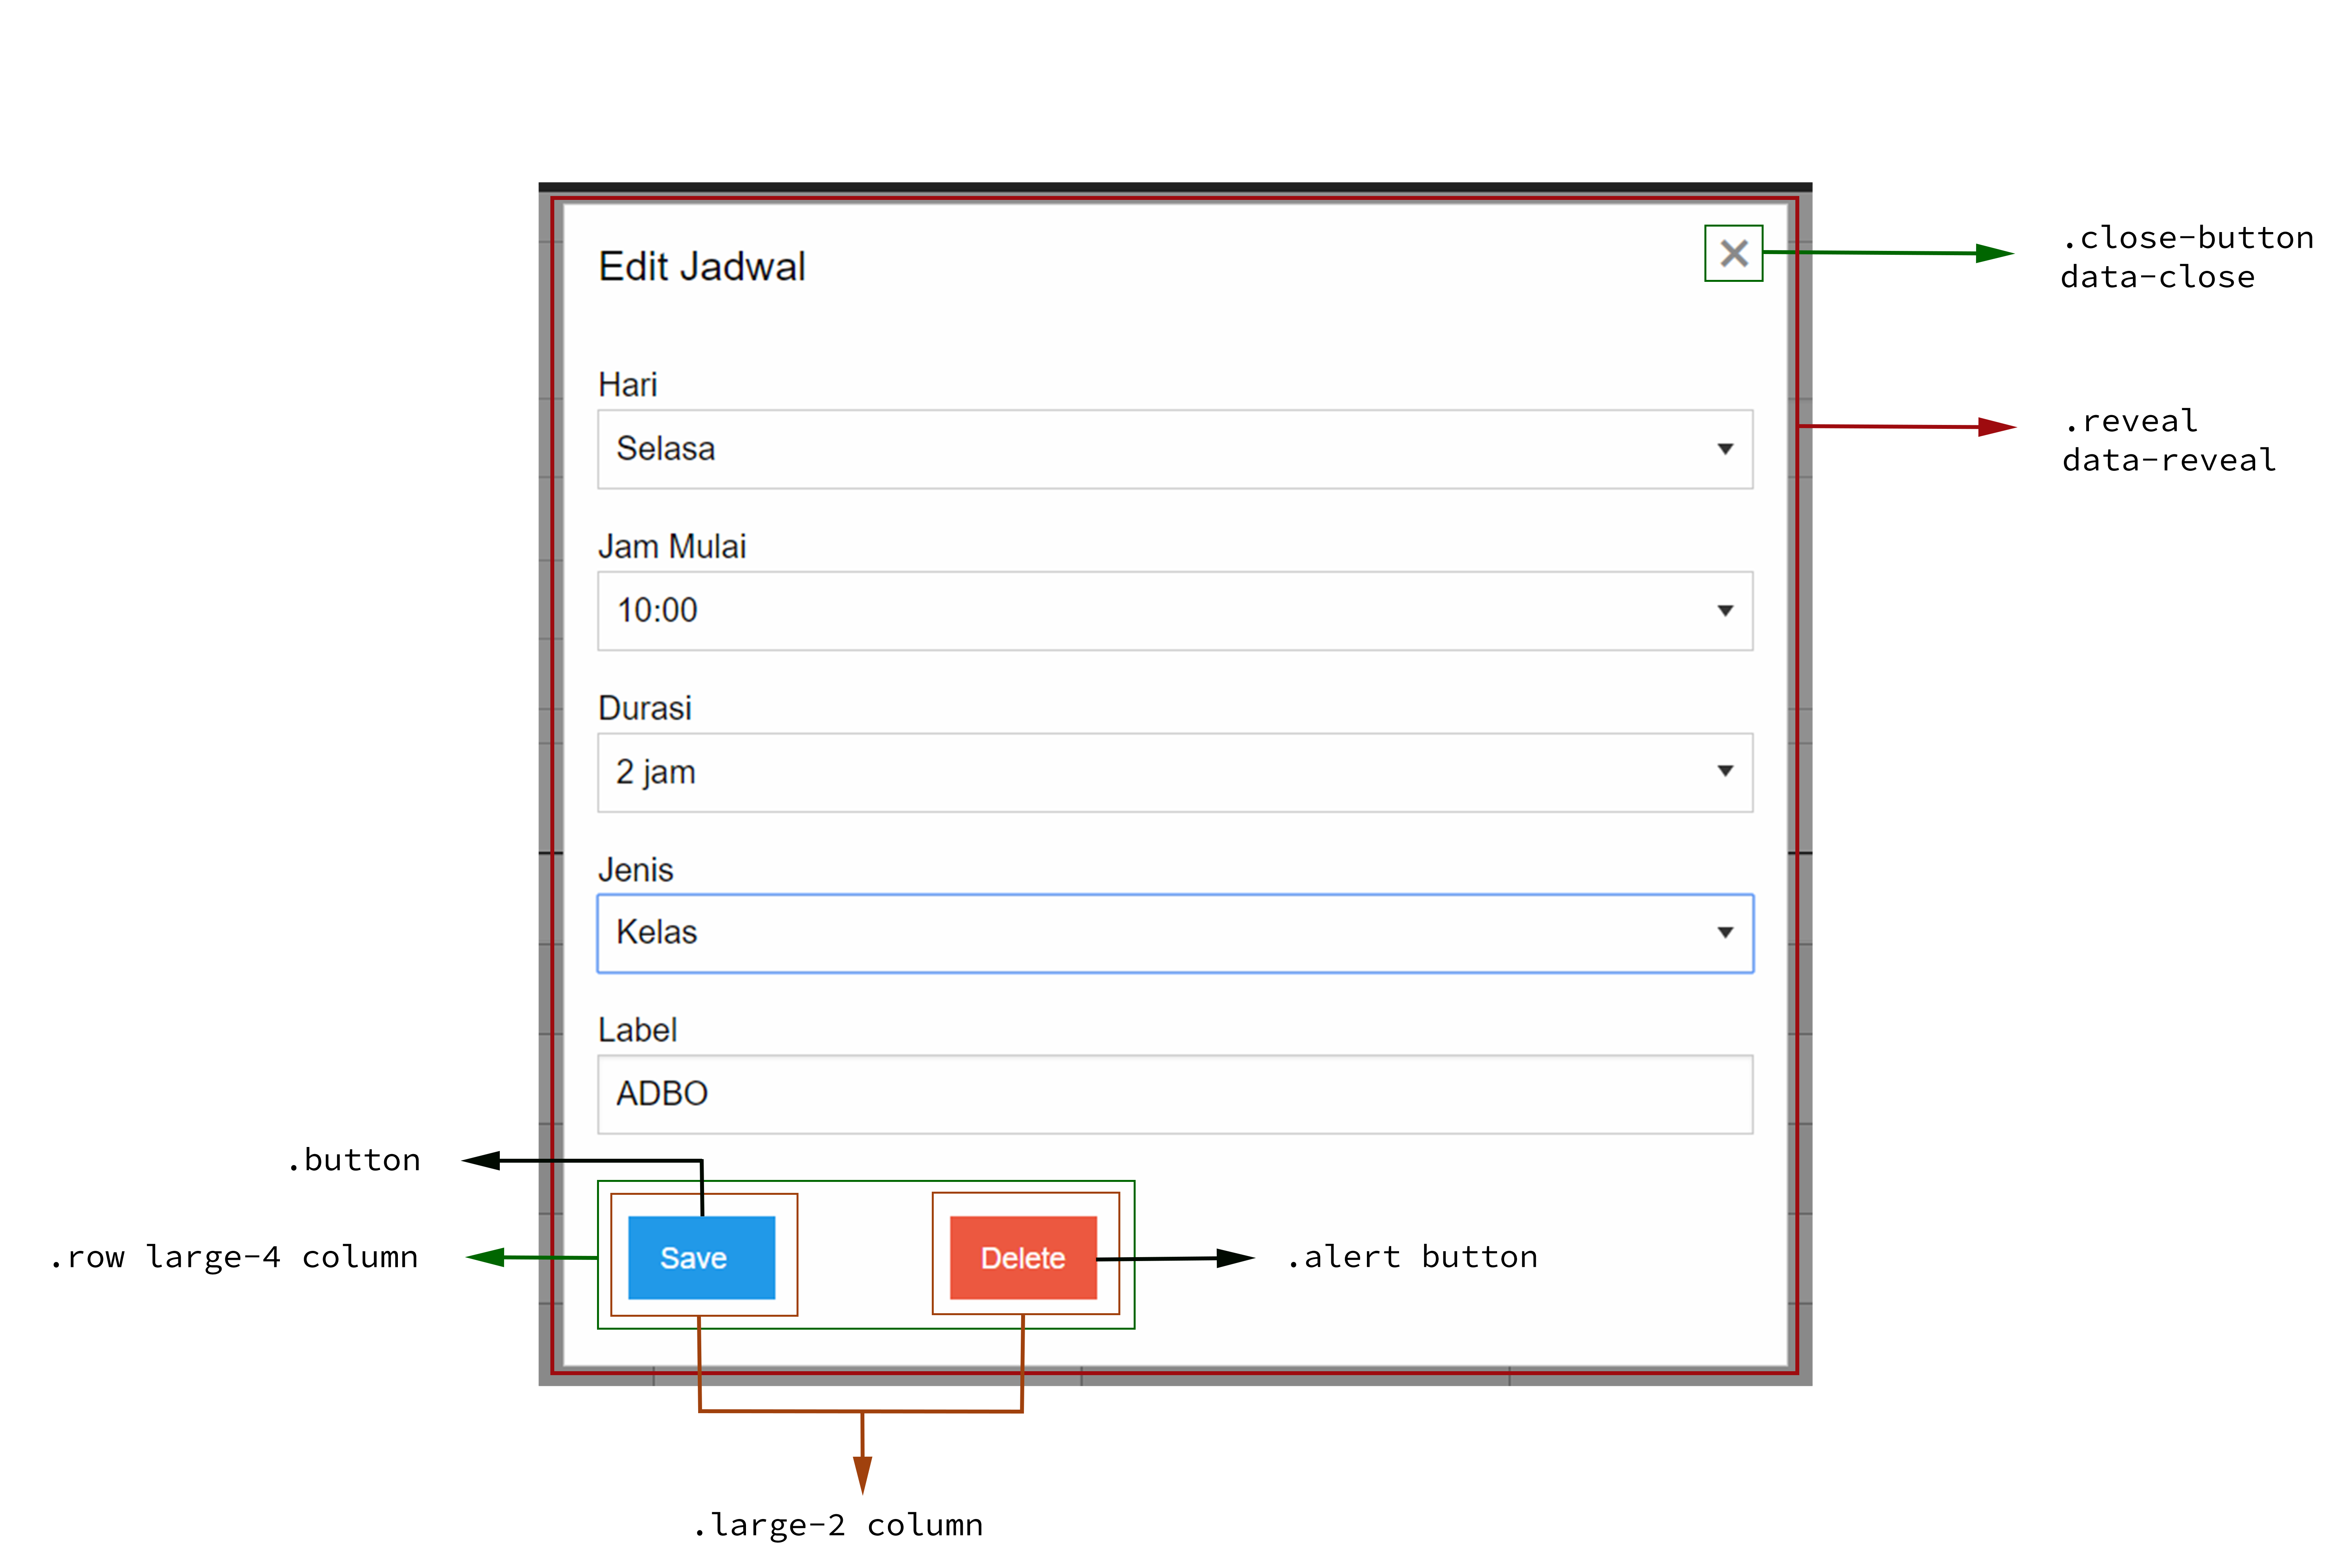 Edit Jadwal
.close-button
data-close
Hari
Selasa
.reveal
data-reveal
Jam Mulai
10:00
Durasi
2 jam
Jenis
Kelas
Label
ADBO
.button
.row large-4 column
Save
Delete
.alert button
.large-2 column